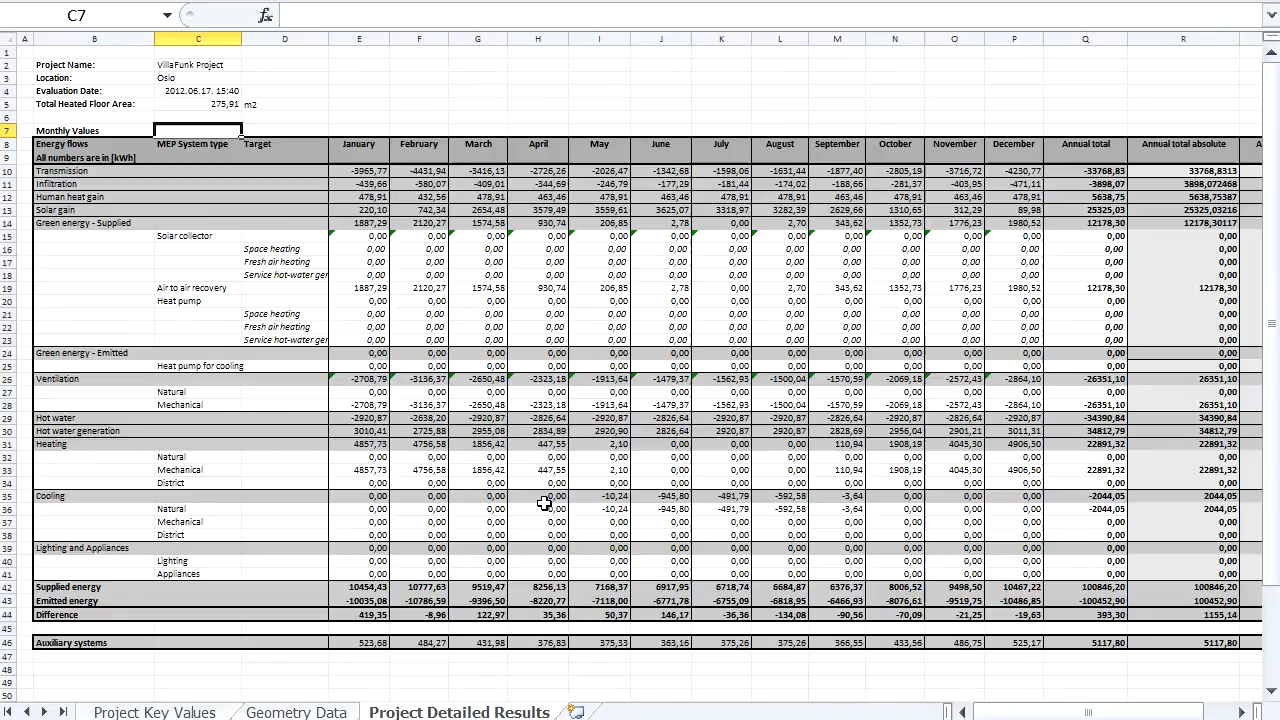 C7 fx
A B C D E F G H I J K L M N O P Q R
1
2 Project Name: VillaFunk Project
3 Location: Oslo
4 Evaluation Date: 2012.06.17. 15:40
5 Total Heated Floor Area: 275,91 m2
6
7 Monthly Values
8 Energy flows MEP System type Target January February March April May June July August September October November December Annual total Annual total absolute A
9 All numbers are in [kWh]
10 Transmission -3965,77 -4431,94 -3416,13 -2726,26 -2026,47 -1342,68 -1598,06 -1631,44 -1877,40 -2805,19 -3716,72 -4230,77 -33768,83 33768,8313
11 Infiltration -439,66 -580,07 -409,01 -344,69 -246,79 -177,29 -181,44 -174,02 -188,66 -281,37 -403,95 -471,11 -3898,07 3898,072468
12 Human heat gain 478,91 432,56 478,91 463,46 478,91 463,46 478,91 478,91 463,46 478,91 463,46 478,91 5638,75 5638,75387
13 Solar gain 220,10 742,34 2654,48 3579,49 3559,61 3625,07 3318,97 3282,39 2629,66 1310,65 312,29 89,98 25325,03 25325,03216
14 Green energy - Supplied 1887,29 2120,27 1574,58 930,74 206,85 2,78 0,00 2,70 343,62 1352,73 1776,23 1980,52 12178,30 12178,30117
15 Solar collector 0,00 0,00 0,00 0,00 0,00 0,00 0,00 0,00 0,00 0,00 0,00 0,00 0,00 0,00
16 Space heating 0,00 0,00 0,00 0,00 0,00 0,00 0,00 0,00 0,00 0,00 0,00 0,00 0,00 0,00
17 Fresh air heating 0,00 0,00 0,00 0,00 0,00 0,00 0,00 0,00 0,00 0,00 0,00 0,00 0,00 0,00
18 Service hot-water ger 0,00 0,00 0,00 0,00 0,00 0,00 0,00 0,00 0,00 0,00 0,00 0,00 0,00 0,00
19 Air to air recovery 1887,29 2120,27 1574,58 930,74 206,85 2,78 0,00 2,70 343,62 1352,73 1776,23 1980,52 12178,30 12178,30
20 Heat pump 0,00 0,00 0,00 0,00 0,00 0,00 0,00 0,00 0,00 0,00 0,00 0,00 0,00 0,00
21 Space heating 0,00 0,00 0,00 0,00 0,00 0,00 0,00 0,00 0,00 0,00 0,00 0,00 0,00 0,00
22 Fresh air heating 0,00 0,00 0,00 0,00 0,00 0,00 0,00 0,00 0,00 0,00 0,00 0,00 0,00 0,00
23 Service hot-water ger 0,00 0,00 0,00 0,00 0,00 0,00 0,00 0,00 0,00 0,00 0,00 0,00 0,00 0,00
24 Green energy - Emitted 0,00 0,00 0,00 0,00 0,00 0,00 0,00 0,00 0,00 0,00 0,00 0,00 0,00 0,00
25 Heat pump for cooling 0,00 0,00 0,00 0,00 0,00 0,00 0,00 0,00 0,00 0,00 0,00 0,00 0,00 0,00
26 Ventilation -2708,79 -3136,37 -2650,48 -2323,18 -1913,64 -1479,37 -1562,93 -1500,04 -1570,59 -2069,18 -2572,43 -2864,10 -26351,10 26351,10
27 Natural 0,00 0,00 0,00 0,00 0,00 0,00 0,00 0,00 0,00 0,00 0,00 0,00 0,00 0,00
28 Mechanical -2708,79 -3136,37 -2650,48 -2323,18 -1913,64 -1479,37 -1562,93 -1500,04 -1570,59 -2069,18 -2572,43 -2864,10 -26351,10 26351,10
29 Hot water -2920,87 -2638,20 -2920,87 -2826,64 -2920,87 -2826,64 -2920,87 -2920,87 -2826,64 -2920,87 -2826,64 -2920,87 -34390,84 34390,84
30 Hot water generation 3010,41 2725,88 2955,08 2834,89 2920,90 2826,64 2920,87 2920,87 2828,69 2956,04 2901,21 3011,31 34812,79 34812,79
31 Heating 4857,73 4756,58 1856,42 447,55 2,10 0,00 0,00 0,00 110,94 1908,19 4045,30 4906,50 22891,32 22891,32
32 Natural 0,00 0,00 0,00 0,00 0,00 0,00 0,00 0,00 0,00 0,00 0,00 0,00 0,00 0,00
33 Mechanical 4857,73 4756,58 1856,42 447,55 2,10 0,00 0,00 0,00 110,94 1908,19 4045,30 4906,50 22891,32 22891,32
34 District 0,00 0,00 0,00 0,00 0,00 0,00 0,00 0,00 0,00 0,00 0,00 0,00 0,00 0,00
35 Cooling 0,00 0,00 0,00 0,00 -10,24 -945,80 -491,79 -592,58 -3,64 0,00 0,00 0,00 -2044,05 2044,05
36 Natural 0,00 0,00 0,00 0,00 -10,24 -945,80 -491,79 -592,58 -3,64 0,00 0,00 0,00 -2044,05 2044,05
37 Mechanical 0,00 0,00 0,00 0,00 0,00 0,00 0,00 0,00 0,00 0,00 0,00 0,00 0,00 0,00
38 District 0,00 0,00 0,00 0,00 0,00 0,00 0,00 0,00 0,00 0,00 0,00 0,00 0,00 0,00
39 Lighting and Appliances 0,00 0,00 0,00 0,00 0,00 0,00 0,00 0,00 0,00 0,00 0,00 0,00 0,00 0,00
40 Lighting 0,00 0,00 0,00 0,00 0,00 0,00 0,00 0,00 0,00 0,00 0,00 0,00 0,00 0,00
41 Appliances 0,00 0,00 0,00 0,00 0,00 0,00 0,00 0,00 0,00 0,00 0,00 0,00 0,00 0,00
42 Supplied energy 10454,43 10777,63 9519,47 8256,13 7168,37 6917,95 6718,74 6684,87 6376,37 8006,52 9498,50 10467,22 100846,20 100846,20
43 Emitted energy -10035,08 -10786,59 -9396,50 -8220,77 -7118,00 -6771,78 -6755,09 -6818,95 -6466,93 -8076,61 -9519,75 -10486,85 -100452,90 100452,90
44 Difference 419,35 -8,96 122,97 35,36 50,37 146,17 -36,36 -134,08 -90,56 -70,09 -21,25 -19,63 393,30 1155,14
45
46 Auxiliary systems 523,68 484,27 431,98 376,83 375,33 363,16 375,26 375,26 366,55 433,56 486,75 525,17 5117,80 5117,80
47
48
49
50
Project Key Values Geometry Data Project Detailed Results